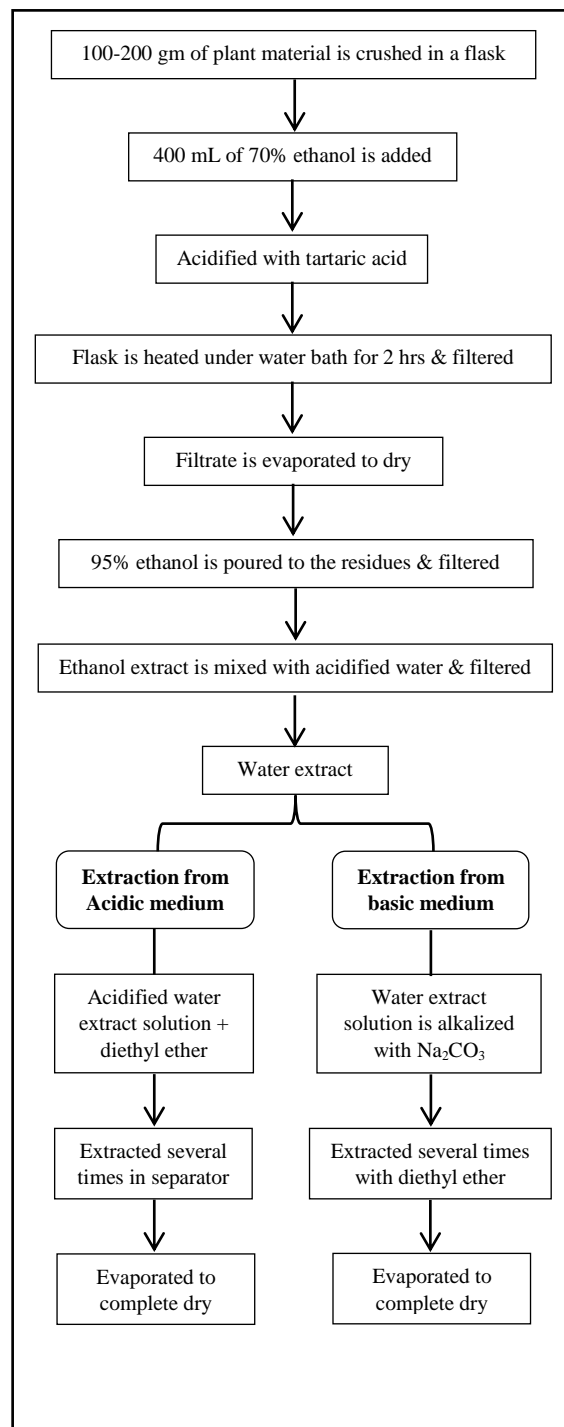 100-200 gm of plant material is crushed in a flask
400 mL of 70% ethanol is added
Acidified with tartaric acid
Flask is heated under water bath for 2 hrs & filtered
Filtrate is evaporated to dry
95% ethanol is poured to the residues & filtered
Ethanol extract is mixed with acidified water & filtered
Water extract
Extraction from
Acidic medium
Acidified water
extract solution +
diethyl ether
Extracted several
times in separator
Evaporated to
complete dry
Extraction from
basic medium
Water extract
solution is alkalized
with Na₂CO₃
Extracted several times
with diethyl ether
Evaporated to
complete dry